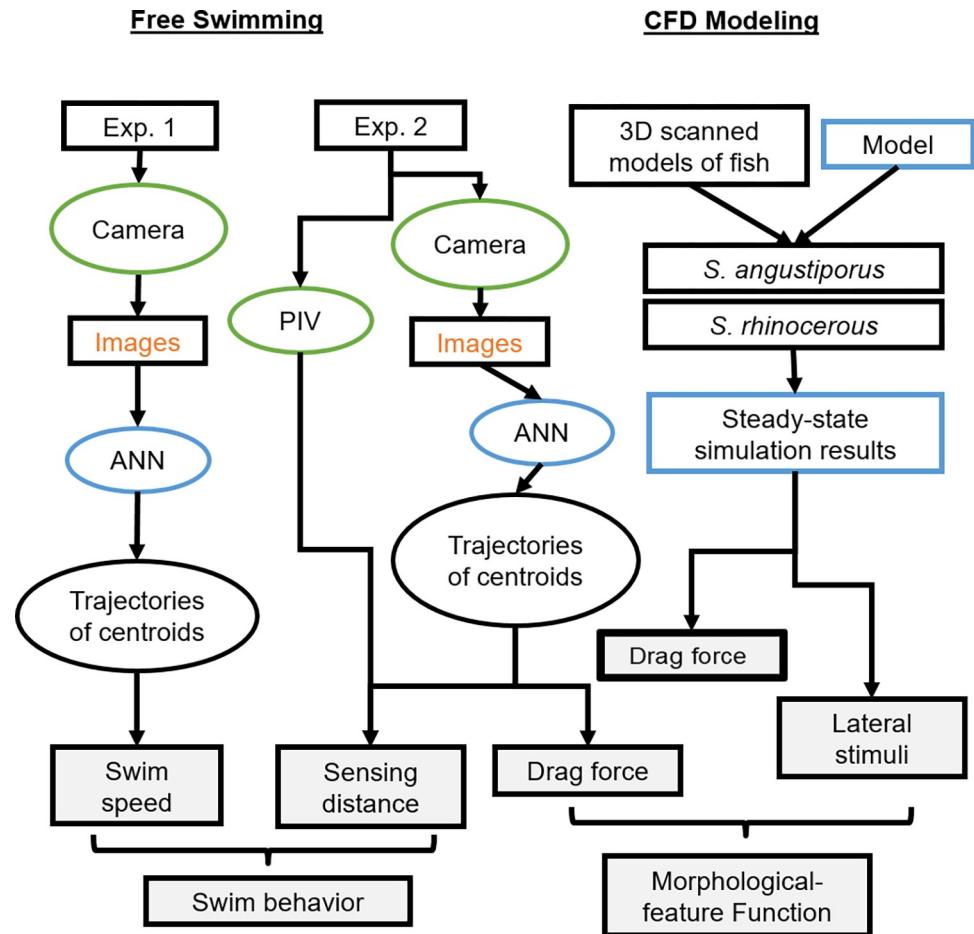 Free Swimming
CFD Modeling
Exp. 1
Exp. 2
3D scanned
models of fish
Model
Camera
Camera
S. angustiporus
PIV
S. rhinocerous
Images
Images
Steady-state
simulation results
ANN
ANN
Trajectories
of centroids
Trajectories
of centroids
Drag force
Lateral
stimuli
Swim
speed
Sensing
distance
Drag force
Swim behavior
Morphological-
feature Function